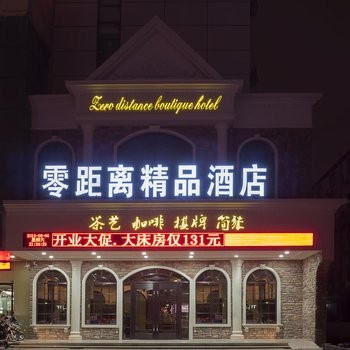 Zero distance boutique hotel
零距离精品酒店
茶艺 咖啡 棋牌 简餐
开业大促，大床房仅131元